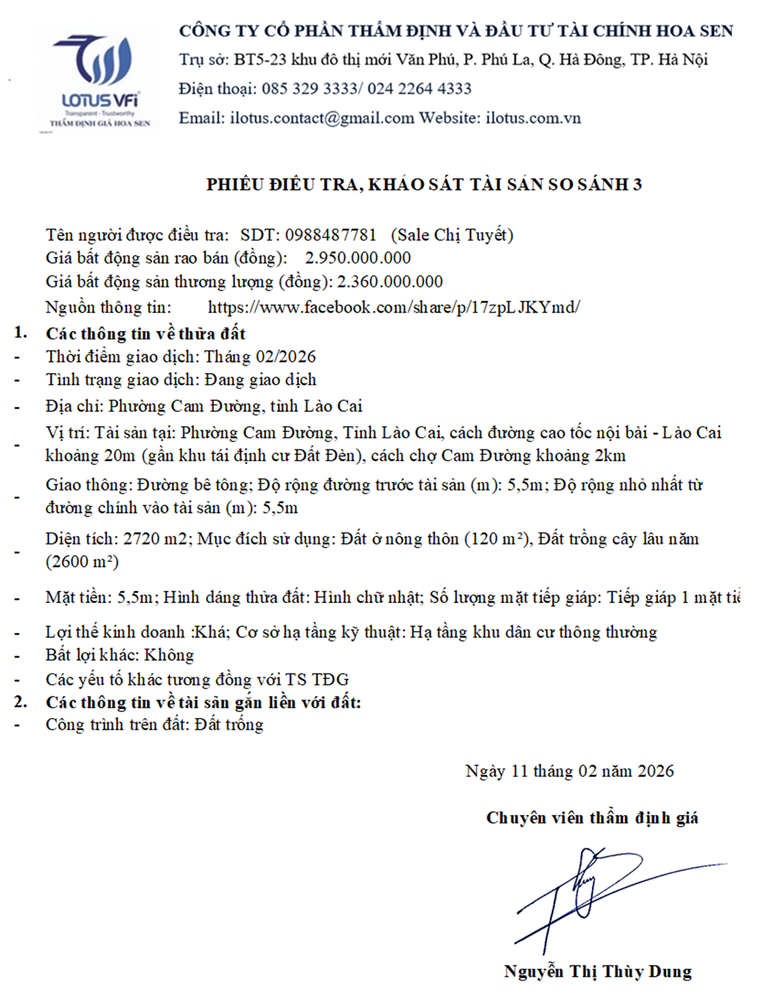 CÔNG TY CỔ PHẦN THẨM ĐỊNH VÀ ĐẦU TƯ TÀI CHÍNH HOA SEN
Trụ sở: BT5-23 khu đô thị mới Văn Phú, P. Phú La, Q. Hà Đông, TP. Hà Nội
Điện thoại: 085 329 3333/ 024 2264 4333
Email: ilotus.contact@gmail.com Website: ilotus.com.vn
LOTUS VFi
Transparent - Trustworthy
THẨM ĐỊNH GIÁ HOA SEN
PHIẾU ĐIỀU TRA, KHẢO SÁT TÀI SẢN SO SÁNH 3
Tên người được điều tra: SDT: 0988487781 (Sale Chị Tuyết)
Giá bất động sản rao bán (đồng): 2.950.000.000
Giá bất động sản thương lượng (đồng): 2.360.000.000
Nguồn thông tin: https://www.facebook.com/share/p/17zpLJKYmd/
1. Các thông tin về thửa đất
- Thời điểm giao dịch: Tháng 02/2026
- Tình trạng giao dịch: Đang giao dịch
- Địa chỉ: Phường Cam Đường, tỉnh Lào Cai
- Vị trí: Tài sản tại: Phường Cam Đường, Tỉnh Lào Cai, cách đường cao tốc nội bài - Lào Cai
khoảng 20m (gần khu tái định cư Đất Đèn), cách chợ Cam Đường khoảng 2km
- Giao thông: Đường bê tông; Độ rộng đường trước tài sản (m): 5,5m; Độ rộng nhỏ nhất từ
đường chính vào tài sản (m): 5,5m
- Diện tích: 2720 m2; Mục đích sử dụng: Đất ở nông thôn (120 m²), Đất trồng cây lâu năm
(2600 m²)
- Mặt tiền: 5,5m; Hình dáng thửa đất: Hình chữ nhật; Số lượng mặt tiếp giáp: Tiếp giáp 1 mặt tiề
- Lợi thế kinh doanh :Khá; Cơ sở hạ tầng kỹ thuật: Hạ tầng khu dân cư thông thường
- Bất lợi khác: Không
- Các yếu tố khác tương đồng với TS TĐG
2. Các thông tin về tài sản gắn liền với đất:
- Công trình trên đất: Đất trống
Ngày 11 tháng 02 năm 2026
Chuyên viên thẩm định giá
Nguyễn Thị Thùy Dung